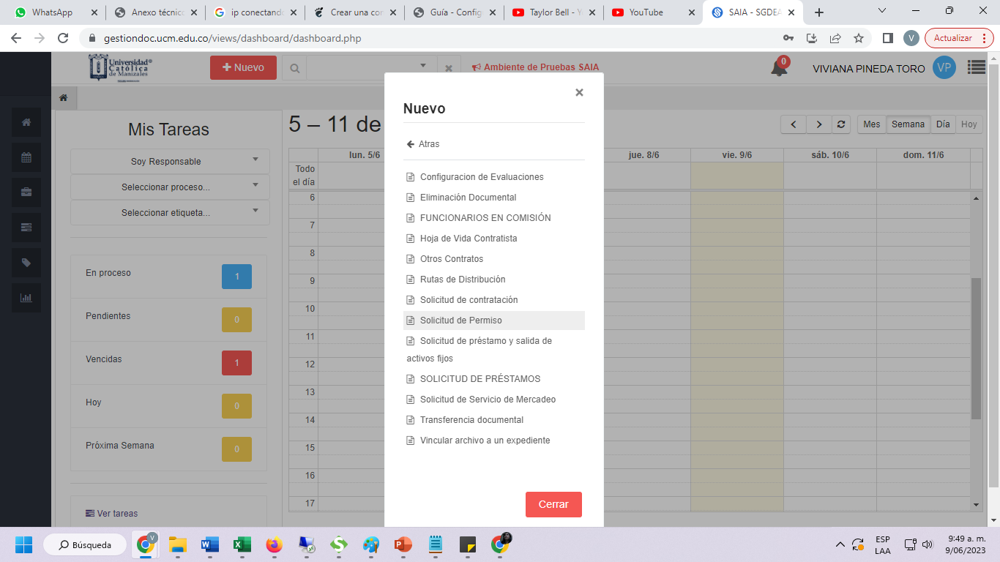 WhatsApp
Anexo técnic
ip conectand
Crear una co
Guía - Config
Taylor Bell - Y
YouTube
SAIA - SGDEA
gestiondoc.ucm.edu.co/views/dashboard/dashboard.php
V
Actualizar
Universidad®
Católica
de Manizales
Nuevo
Ambiente de Pruebas SAIA
0
VIVIANA PINEDA TORO
VP
Mis Tareas
Soy Responsable
Seleccionar proceso...
Seleccionar etiqueta...
En proceso
1
Pendientes
0
Vencidas
1
Hoy
0
Próxima Semana
0
Ver tareas
5 – 11 de
Mes
Semana
Día
Hoy
lun. 5/6
jue. 8/6
vie. 9/6
sáb. 10/6
dom. 11/6
Todo
el día
6
7
8
9
10
11
12
13
14
15
16
17
×
Nuevo
Atras
Configuracion de Evaluaciones
Eliminación Documental
FUNCIONARIOS EN COMISIÓN
Hoja de Vida Contratista
Otros Contratos
Rutas de Distribución
Solicitud de contratación
Solicitud de Permiso
Solicitud de préstamo y salida de
activos fijos
SOLICITUD DE PRÉSTAMOS
Solicitud de Servicio de Mercadeo
Transferencia documental
Vincular archivo a un expediente
Cerrar
Búsqueda
V
ESP
LAA
9:49 a. m.
9/06/2023